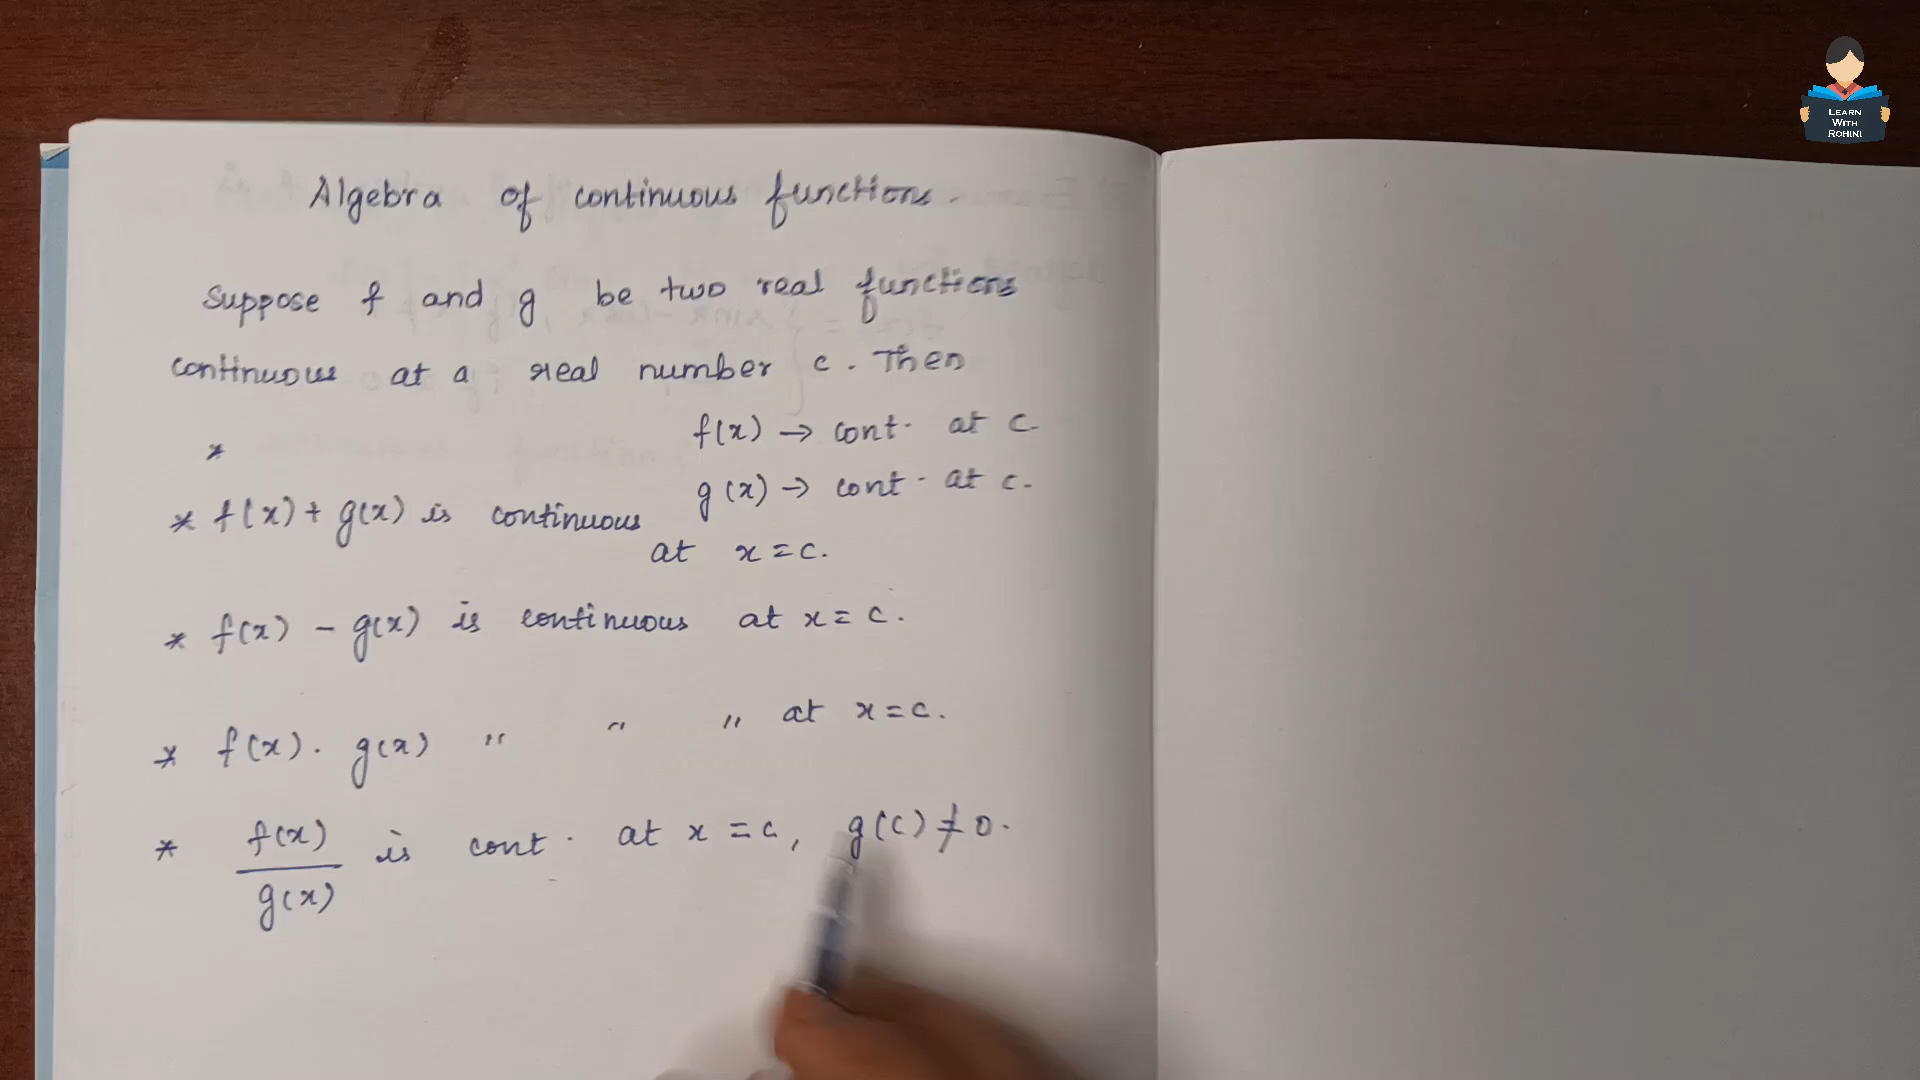 Algebra of continuous functions.
Suppose f and g be two real functions
continuous at a real number c. Then
*
f(x) → cont. at c.
g(x) → cont. at c.
* f(x) + g(x) is continuous
at x = c.
* f(x) - g(x) is continuous at x = c.
* f(x). g(x) " " " at x = c.
* f(x)
g(x) is cont. at x = c, g(c) ≠ 0.
LEARN
WITH
ROHINI